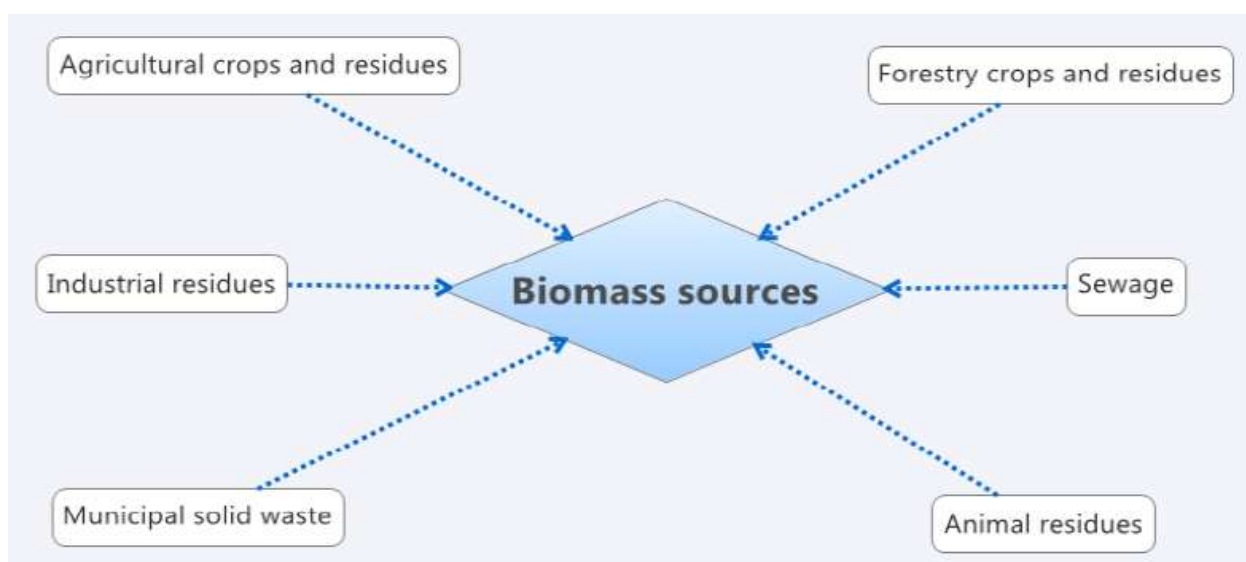 Agricultural crops and residues
Forestry crops and residues
Industrial residues
Biomass sources
Sewage
Municipal solid waste
Animal residues